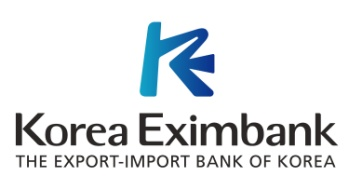 Korea Eximbank
THE EXPORT-IMPORT BANK OF KOREA